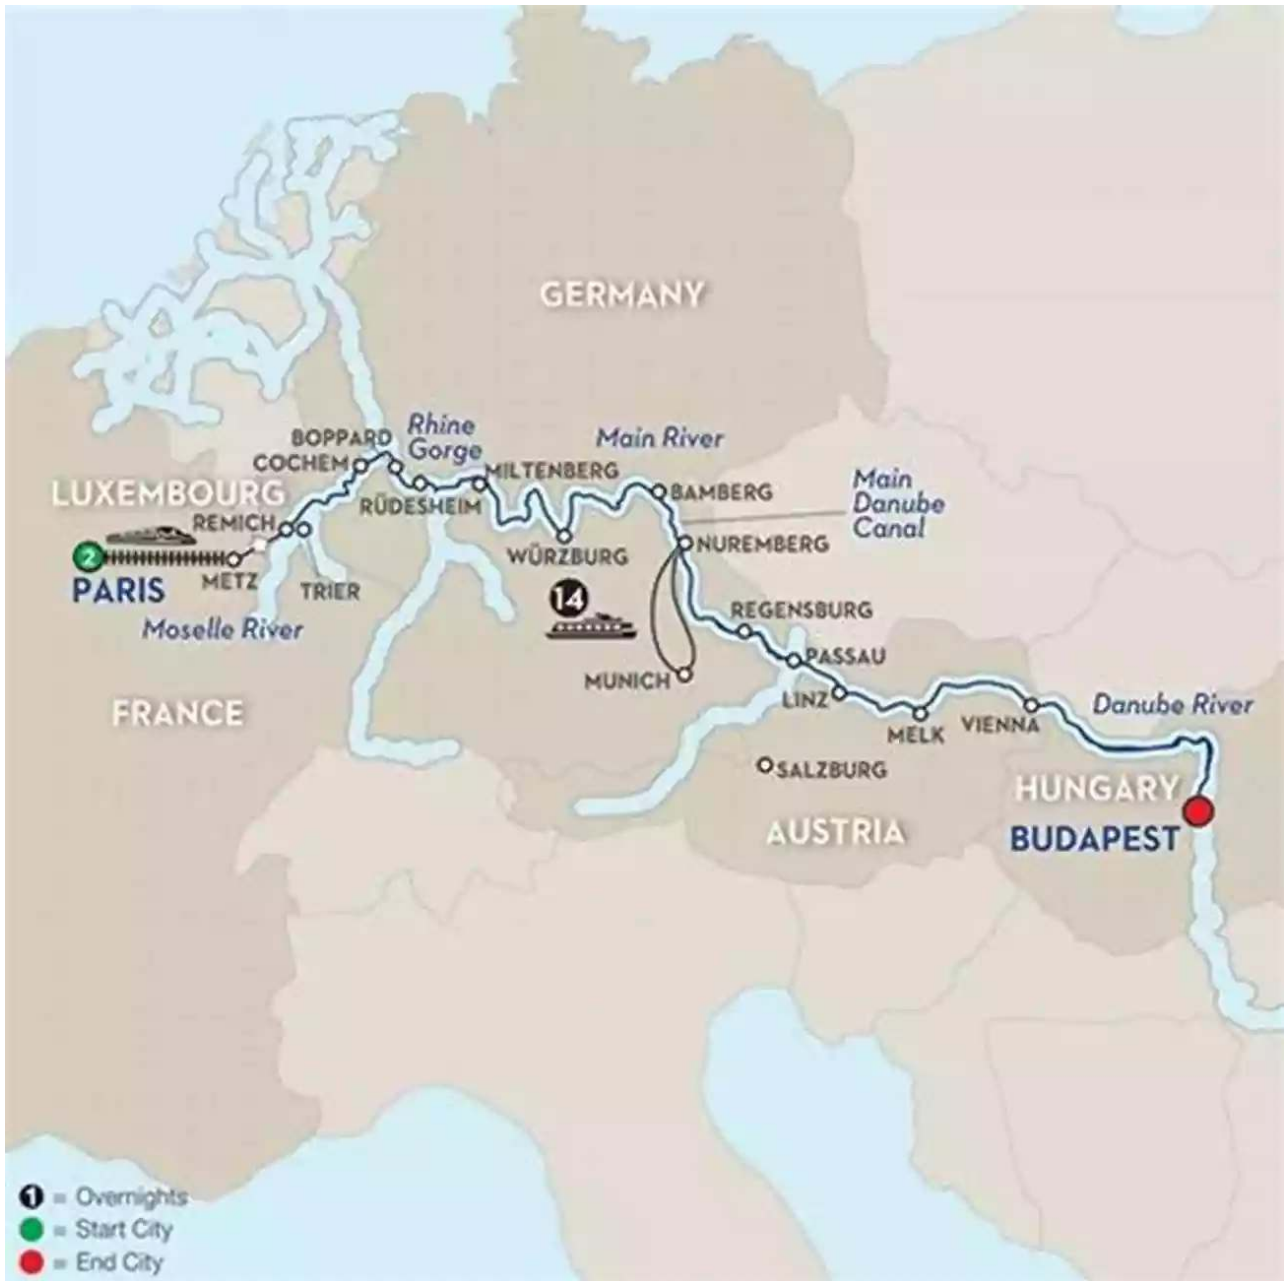 GERMANY
Rhine
Gorge
Main River
BOPPARD
COCHEM
MILTENBERG
LUXEMBOURG
RÜDESHEIM
BAMBERG
Main
Danube
Canal
REMICH
WÜRZBURG
NUREMBERG
2
PARIS
METZ
TRIER
14
Moselle River
REGENSBURG
PASSAU
MUNICH
LINZ
MELK
VIENNA
Danube River
FRANCE
SALZBURG
HUNGARY
AUSTRIA
BUDAPEST
1 = Overnights
= Start City
= End City